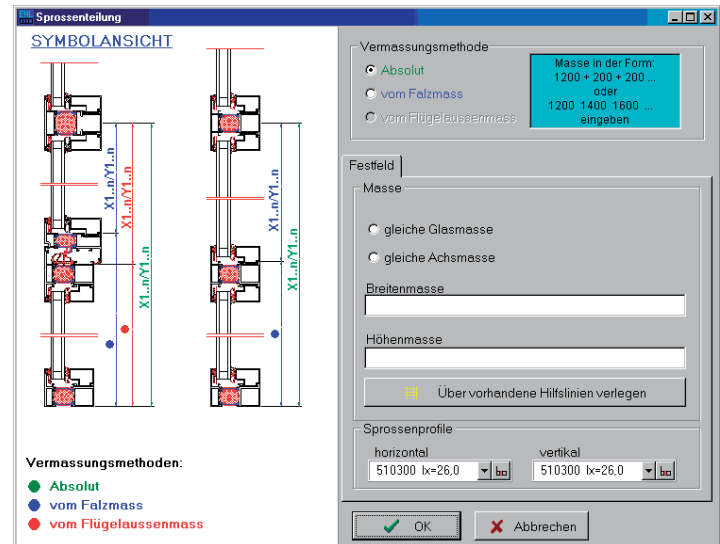 Sprossenteilung
SYMBOLANSICHT
X1..n/Y1..n
X1..n/Y1..n
X1..n/Y1..n
X1..n/Y1..n
X1..n/Y1..n
Vermassungsmethoden:
Absolut
vom Falzmass
vom Flügelaussenmass
Vermassungsmethode
Absolut
vom Falzmass
vom Flügelaussenmass
Masse in der Form:
1200 + 200 + 200 ...
oder
1200 1400 1600 ...
eingeben
Festfeld
Masse
gleiche Glasmasse
gleiche Achsmasse
Breitenmasse
Höhenmasse
Über vorhandene Hilfslinien verlegen
Sprossenprofile
horizontal
510300 Ix=26,0
vertikal
510300 Ix=26,0
OK
Abbrechen